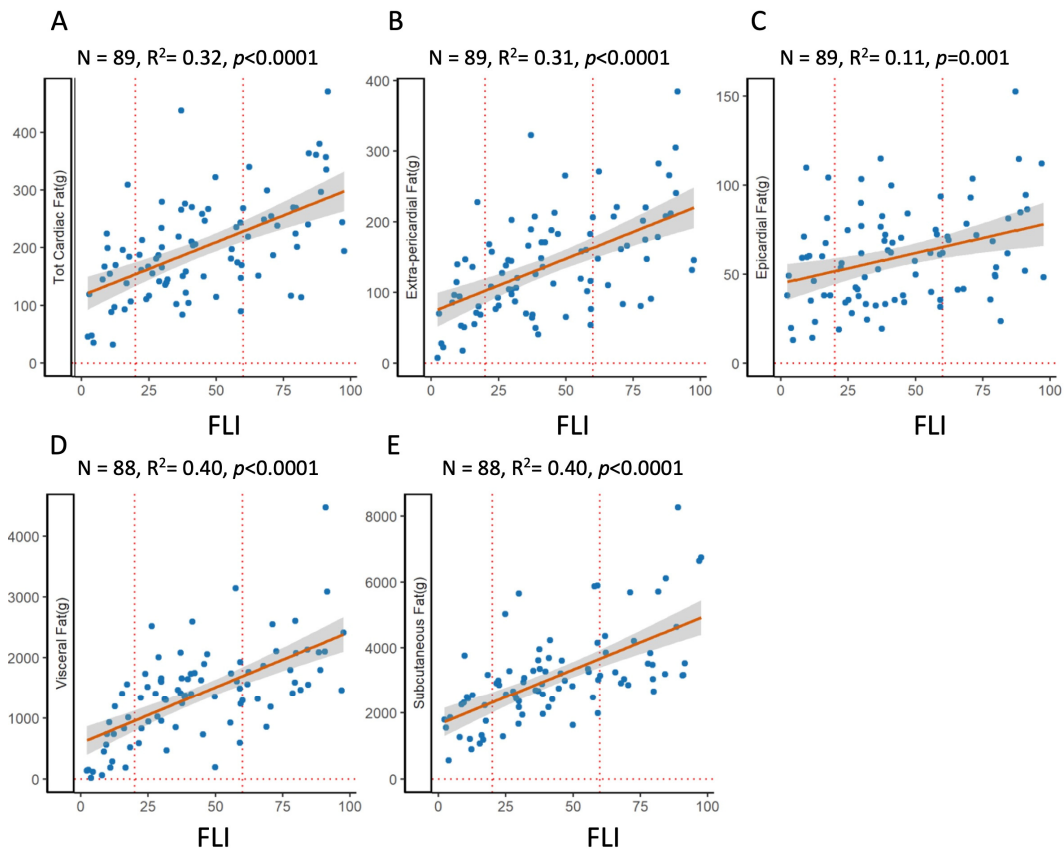 A
N = 89, R²= 0.32, p<0.0001
Tot Cardiac Fat(g)
400
300
200
100
0
0 25 50 75 100
FLI
B
N = 89, R²= 0.31, p<0.0001
Extra-pericardial Fat(g)
400
300
200
100
0
0 25 50 75 100
FLI
C
N = 89, R²= 0.11, p=0.001
Epicardial Fat(g)
150
100
50
0
0 25 50 75 100
FLI
D
N = 88, R²= 0.40, p<0.0001
Visceral Fat(g)
4000
3000
2000
1000
0
0 25 50 75 100
FLI
E
N = 88, R²= 0.40, p<0.0001
Subcutaneous Fat(g)
8000
6000
4000
2000
0
0 25 50 75 100
FLI